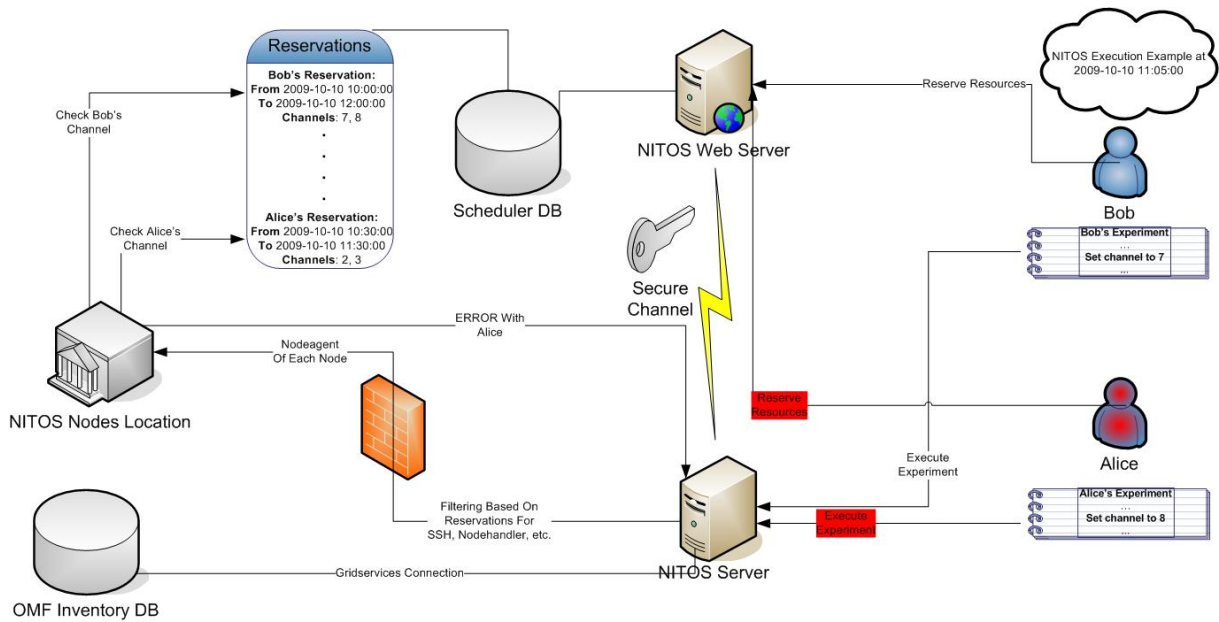 Reservations
Bob's Reservation:
From 2009-10-10 10:00:00
To 2009-10-10 12:00:00
Channels: 7, 8
.
.
.
.
Alice's Reservation:
From 2009-10-10 10:30:00
To 2009-10-10 11:30:00
Channels: 2, 3
Check Bob's
Channel
Check Alice's
Channel
Scheduler DB
NITOS Web Server
Reserve Resources
NITOS Execution Example at
2009-10-10 11:05:00
Bob
Bob's Experiment
...
Set channel to 7
...
Secure
Channel
ERROR With
Alice
Nodeagent
Of Each Node
NITOS Nodes Location
Reserve
Resources
Alice
Execute
Experiment
Alice's Experiment
...
Set channel to 8
...
Execute
Experiment
Filtering Based On
Reservations For
SSH, Nodehandler, etc.
NITOS Server
Gridservices Connection
OMF Inventory DB